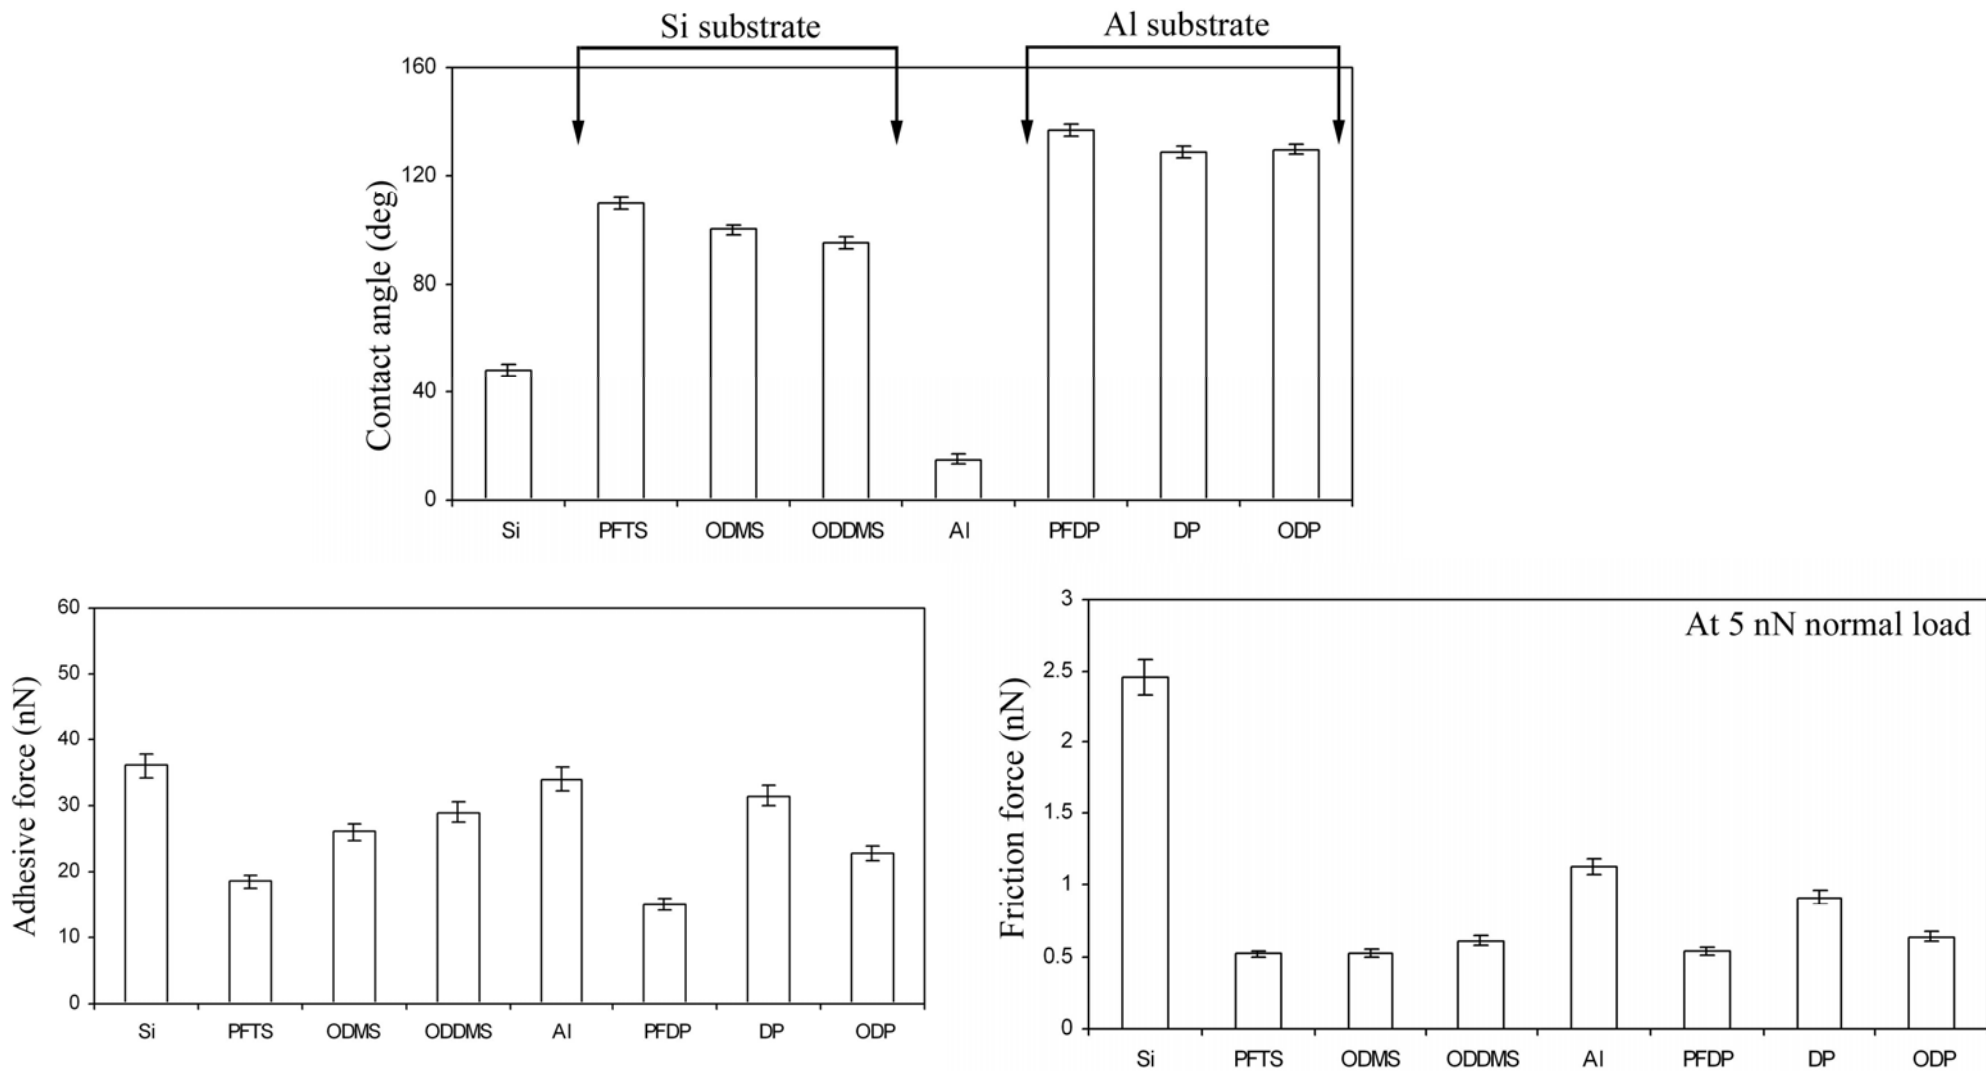 Si substrate
Al substrate
Contact angle (deg)
160
120
80
40
0
Si PFTS ODMS ODDMS Al PFDP DP ODP
Adhesive force (nN)
60
50
40
30
20
10
0
Si PFTS ODMS ODDMS Al PFDP DP ODP
At 5 nN normal load
Friction force (nN)
3
2.5
2
1.5
1
0.5
0
Si PFTS ODMS ODDMS Al PFDP DP ODP